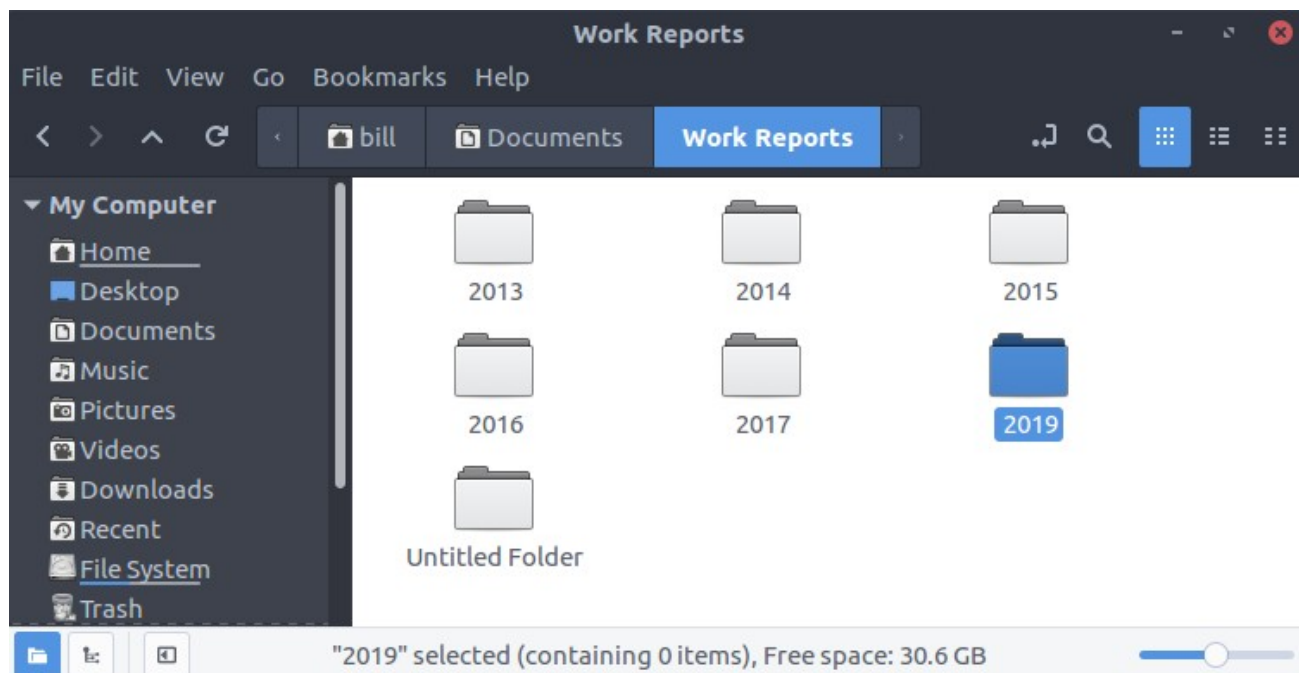 Work Reports
File Edit View Go Bookmarks Help
bill Documents Work Reports
My Computer
Home
Desktop
Documents
Music
Pictures
Videos
Downloads
Recent
File System
Trash
2013 2014 2015
2016 2017 2019
Untitled Folder
"2019" selected (containing 0 items), Free space: 30.6 GB